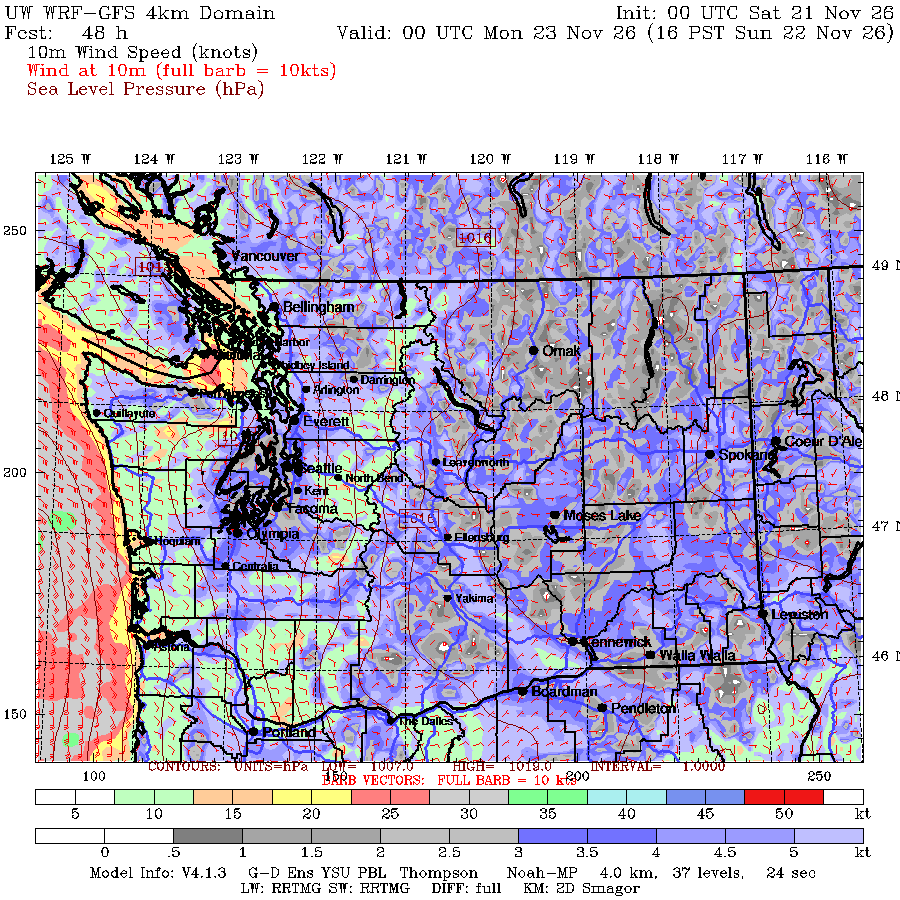 UW WRF-GFS 4km Domain Init: 00 UTC Sat 21 Nov 26
Fcst: 48 h Valid: 00 UTC Mon 23 Nov 26 (16 PST Sun 22 Nov 26)
10m Wind Speed (knots)
Wind at 10m (full barb = 10kts)
Sea Level Pressure (hPa)
125 W 124 W 123 W 122 W 121 W 120 W 119 W 118 W 117 W 116 W
250
1016
Vancouver
49 N
Bellingham
Omak
Whidbey Island
Darrington
Arlington
48 N
Quillayute
Everett
Coeur D'Alene
Spokane
Leavenworth
200
Seattle
North Bend
Kent
Tacoma
Moses Lake
1016
47 N
Olympia
Ellensburg
Hoquiam
Centralia
Yakima
Lewiston
Kennewick
Astoria
Walla Walla
46 N
Boardman
Pendleton
150
The Dalles
Portland
CONTOURS: UNITS=hPa LOW= 1007.0 HIGH= 1019.0 INTERVAL= 1.0000
100 150 200 250
BARB VECTORS: FULL BARB = 10 kts
5 10 15 20 25 30 35 40 45 50 kt
0 .5 1 1.5 2 2.5 3 3.5 4 4.5 5 kt
Model Info: V4.1.3 G-D Ens YSU PBL Thompson Noah-MP 4.0 km, 37 levels, 24 sec
LW: RRTMG SW: RRTMG DIFF: full KM: 2D Smagor